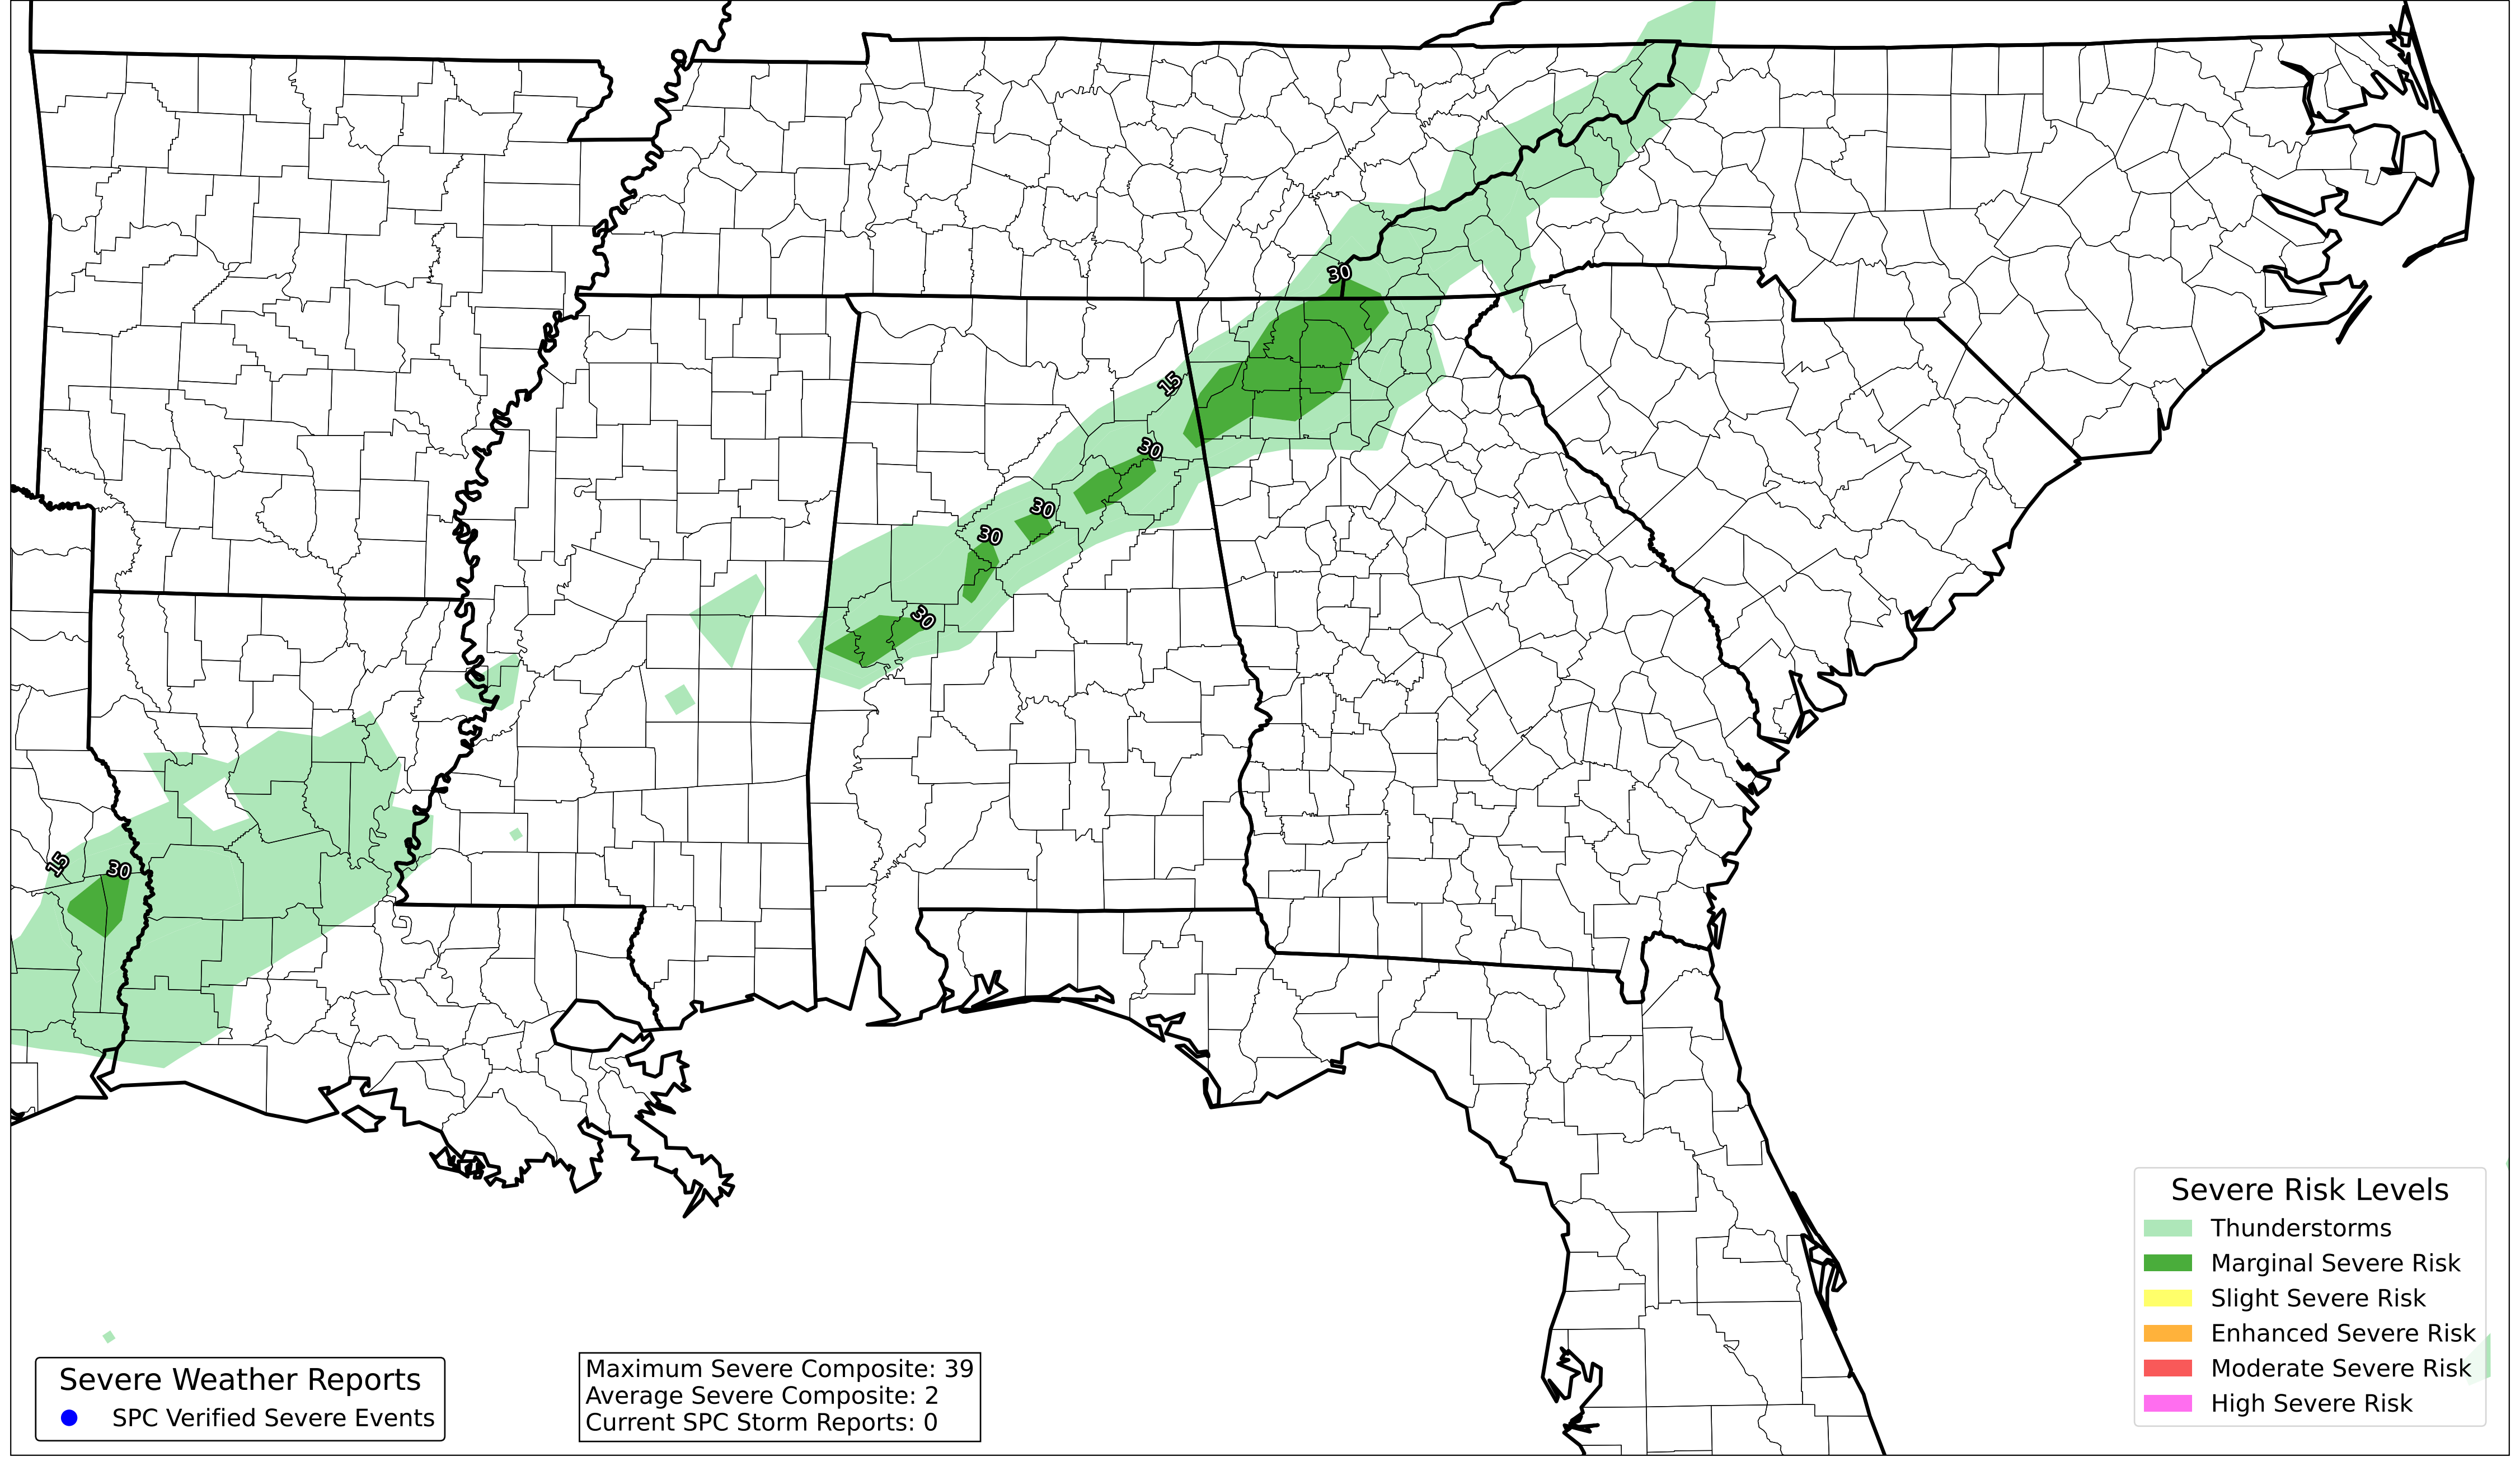 30
15
30
30
30
30
15
30
Severe Risk Levels
Thunderstorms
Marginal Severe Risk
Slight Severe Risk
Enhanced Severe Risk
Moderate Severe Risk
High Severe Risk
Severe Weather Reports
SPC Verified Severe Events
Maximum Severe Composite: 39
Average Severe Composite: 2
Current SPC Storm Reports: 0